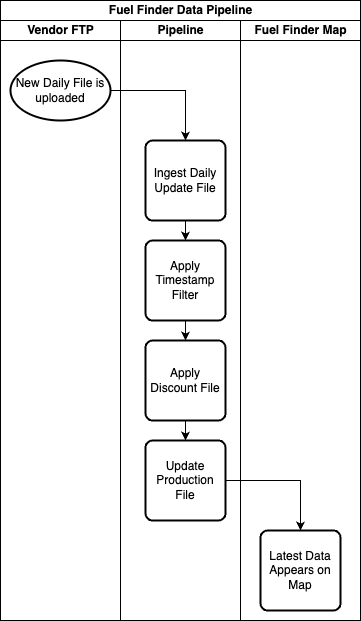 Fuel Finder Data Pipeline
Vendor FTP
Pipeline
Fuel Finder Map
New Daily File is
uploaded
Ingest Daily
Update File
Apply
Timestamp
Filter
Apply
Discount File
Update
Production
File
Latest Data
Appears on
Map